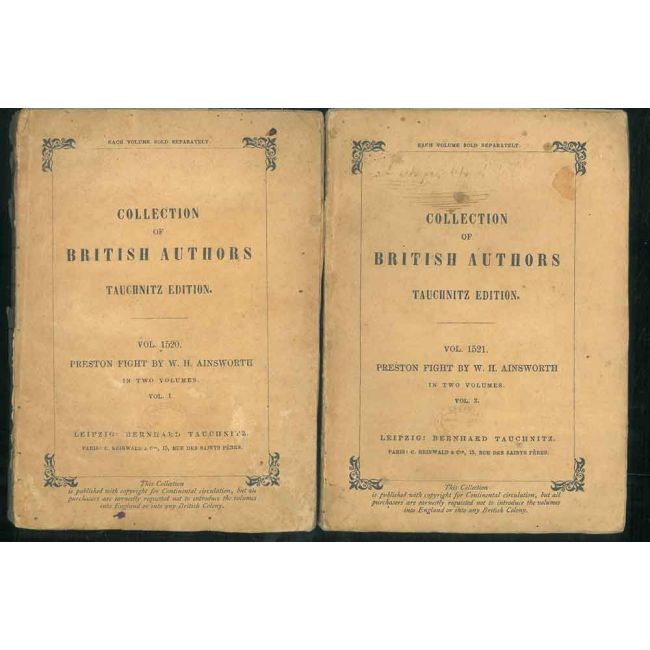 EACH VOLUME SOLD SEPARATELY.
COLLECTION
OF
BRITISH AUTHORS
TAUCHNITZ EDITION.
VOL. 1520.
PRESTON FIGHT BY W. H. AINSWORTH
IN TWO VOLUMES.
VOL. 1.
LEIPZIG: BERNHARD TAUCHNITZ.
PARIS: C. REINWALD & Cie, 15, RUE DES SAINTS PÈRES.
This Collection
is published with copyright for Continental circulation, but all
purchasers are earnestly requested not to introduce the volumes
into England or into any British Colony.
EACH VOLUME SOLD SEPARATELY.
COLLECTION
OF
BRITISH AUTHORS
TAUCHNITZ EDITION.
VOL. 1521.
PRESTON FIGHT BY W. H. AINSWORTH
IN TWO VOLUMES.
VOL. 2.
LEIPZIG: BERNHARD TAUCHNITZ.
PARIS: C. REINWALD & Cie, 15, RUE DES SAINTS PÈRES.
This Collection
is published with copyright for Continental circulation, but all
purchasers are earnestly requested not to introduce the volumes
into England or into any British Colony.